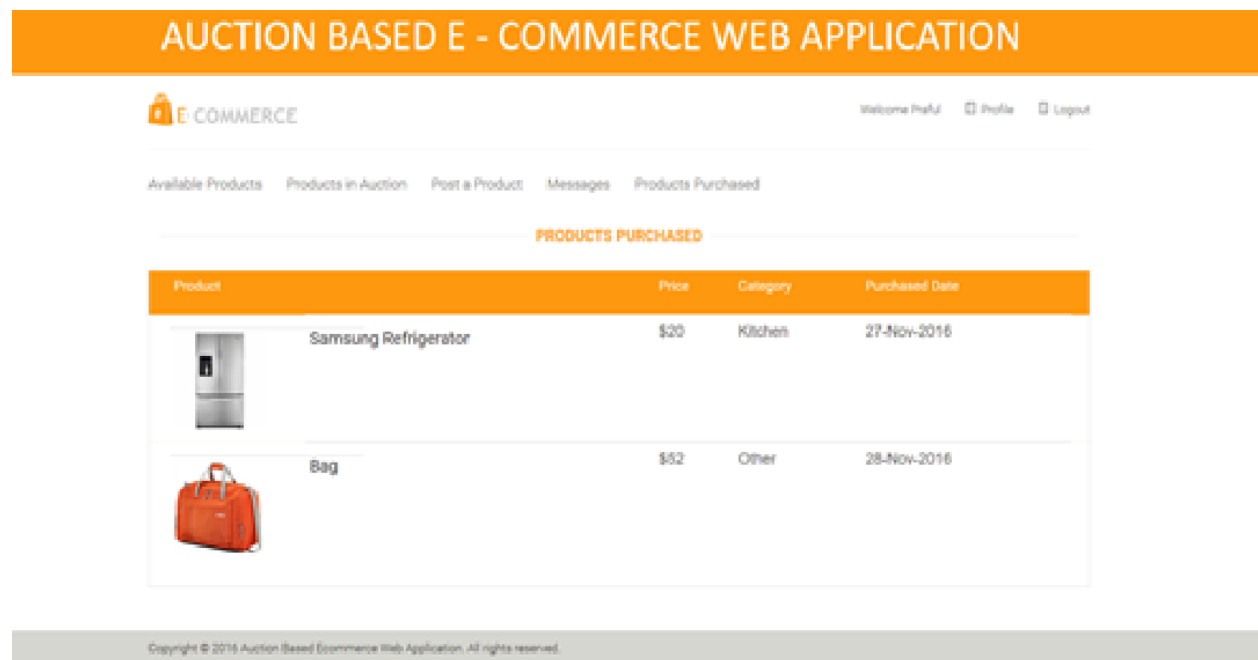 AUCTION BASED E - COMMERCE WEB APPLICATION
E-COMMERCE
Welcome Praful Profile Logout
Available Products Products in Auction Post a Product Messages Products Purchased
PRODUCTS PURCHASED
Product Price Category Purchased Date
Samsung Refrigerator $20 Kitchen 27-Nov-2016
Bag $52 Other 28-Nov-2016
Copyright © 2016 Auction Based Ecommerce Web Application. All rights reserved.